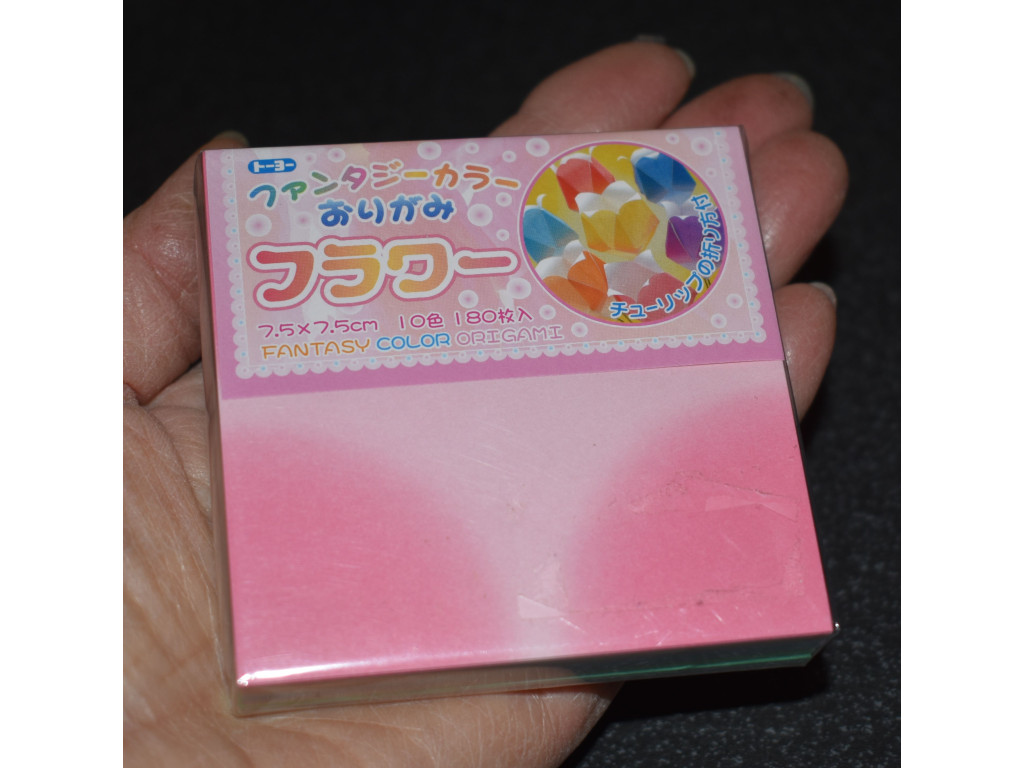 トーヨー
ファンタジーカラー
おりがみ
フラワー
7.5×7.5cm 10色 180枚入
FANTASY COLOR ORIGAMI
チューリップの折り方付